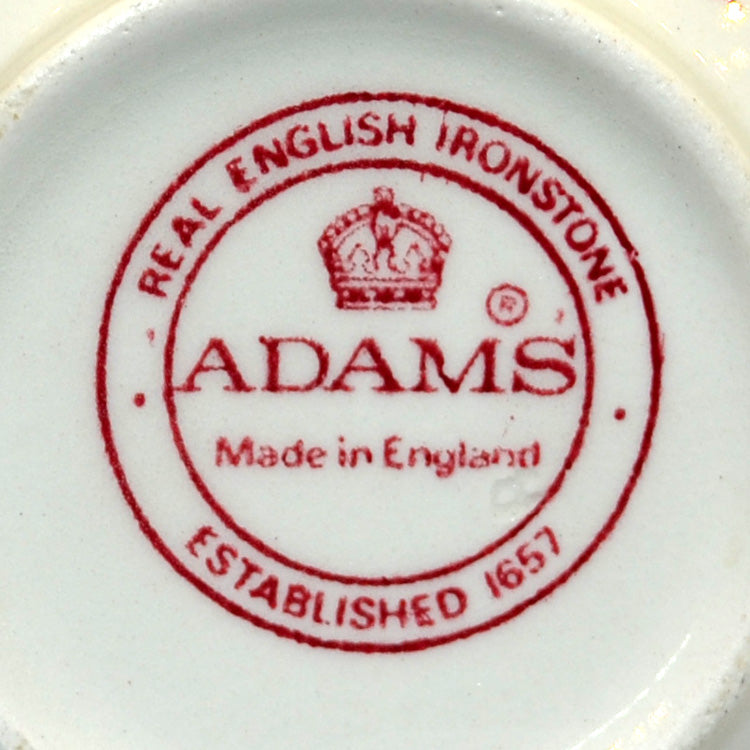 REAL ENGLISH IRONSTONE
®
ADAMS
Made in England
ESTABLISHED 1657